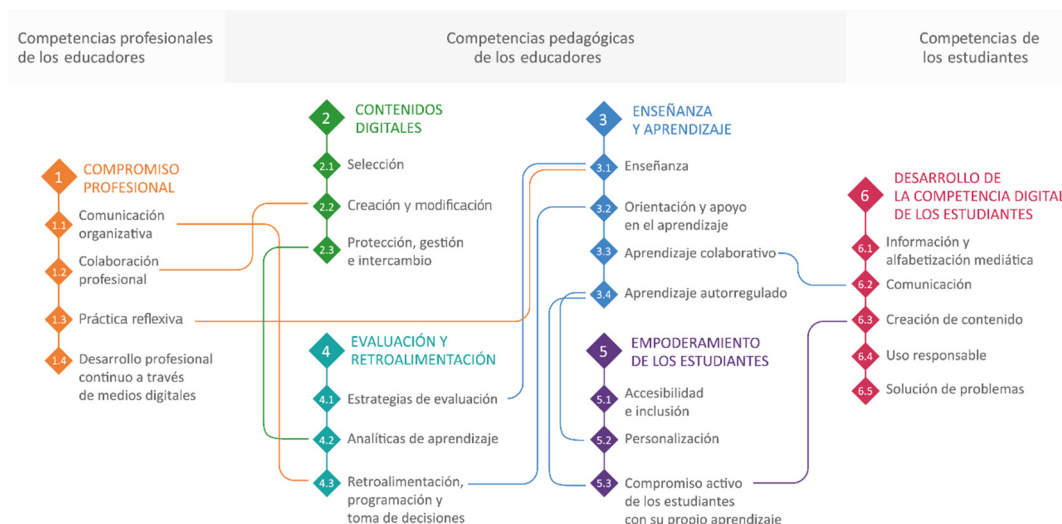 Competencias profesionales
de los educadores
Competencias pedagógicas
de los educadores
Competencias de
los estudiantes
1
COMPROMISO
PROFESIONAL
1.1
Comunicación
organizativa
1.2
Colaboración
profesional
1.3
Práctica reflexiva
1.4
Desarrollo profesional
continuo a través
de medios digitales
2
CONTENIDOS
DIGITALES
2.1
Selección
2.2
Creación y modificación
2.3
Protección, gestión
e intercambio
3
ENSEÑANZA
Y APRENDIZAJE
3.1
Enseñanza
3.2
Orientación y apoyo
en el aprendizaje
3.3
Aprendizaje colaborativo
3.4
Aprendizaje autorregulado
4
EVALUACIÓN Y
RETROALIMENTACIÓN
4.1
Estrategias de evaluación
4.2
Analíticas de aprendizaje
4.3
Retroalimentación,
programación y
toma de decisiones
5
EMPODERAMIENTO
DE LOS ESTUDIANTES
5.1
Accesibilidad
e inclusión
5.2
Personalización
5.3
Compromiso activo
de los estudiantes
con su propio aprendizaje
6
DESARROLLO DE
LA COMPETENCIA DIGITAL
DE LOS ESTUDIANTES
6.1
Información y
alfabetización mediática
6.2
Comunicación
6.3
Creación de contenido
6.4
Uso responsable
6.5
Solución de problemas